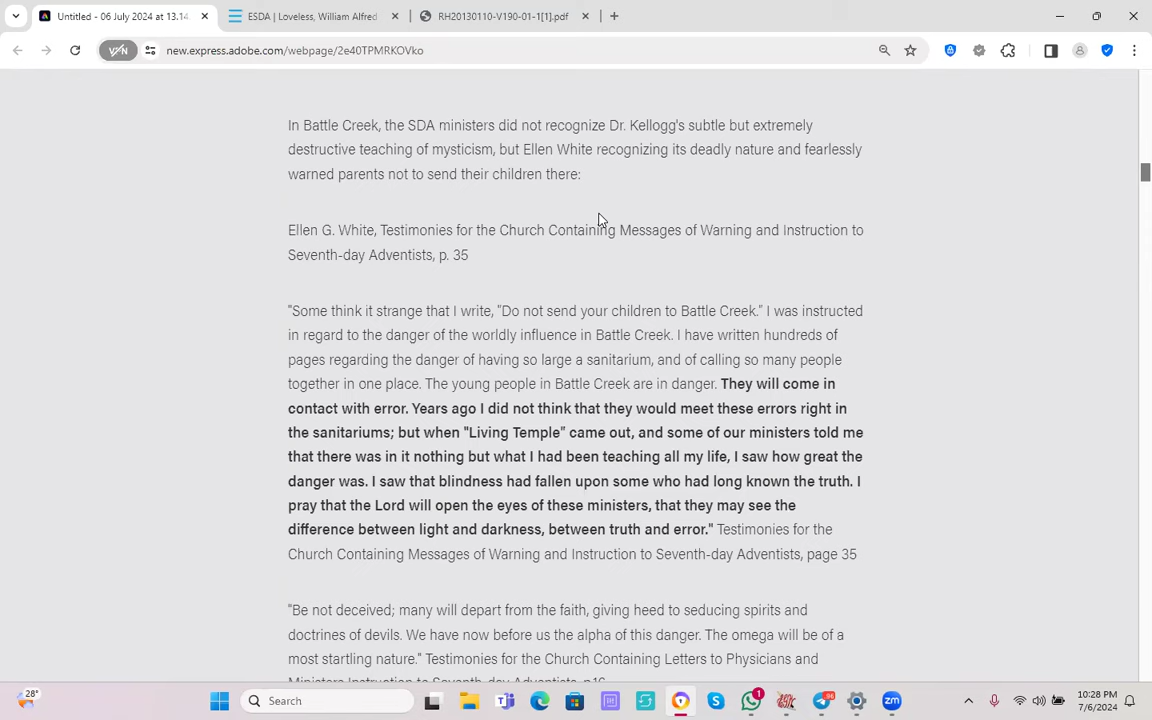 Untitled - 06 July 2024 at 13.14.
ESDA | Loveless, William Alfred
RH20130110-V190-01-1[1].pdf
VPN
new.express.adobe.com/webpage/2e40TPMRKOVko
In Battle Creek, the SDA ministers did not recognize Dr. Kellogg's subtle but extremely
destructive teaching of mysticism, but Ellen White recognizing its deadly nature and fearlessly
warned parents not to send their children there:
Ellen G. White, Testimonies for the Church Containing Messages of Warning and Instruction to
Seventh-day Adventists, p. 35
"Some think it strange that I write, "Do not send your children to Battle Creek." I was instructed
in regard to the danger of the worldly influence in Battle Creek. I have written hundreds of
pages regarding the danger of having so large a sanitarium, and of calling so many people
together in one place. The young people in Battle Creek are in danger. They will come in
contact with error. Years ago I did not think that they would meet these errors right in
the sanitariums; but when "Living Temple" came out, and some of our ministers told me
that there was in it nothing but what I had been teaching all my life, I saw how great the
danger was. I saw that blindness had fallen upon some who had long known the truth. I
pray that the Lord will open the eyes of these ministers, that they may see the
difference between light and darkness, between truth and error." Testimonies for the
Church Containing Messages of Warning and Instruction to Seventh-day Adventists, page 35
"Be not deceived; many will depart from the faith, giving heed to seducing spirits and
doctrines of devils. We have now before us the alpha of this danger. The omega will be of a
most startling nature." Testimonies for the Church Containing Letters to Physicians and
Ministers Instruction to Seventh-day Adventists, p16
28°
Search
1
96
zm
10:28 PM
7/6/2024